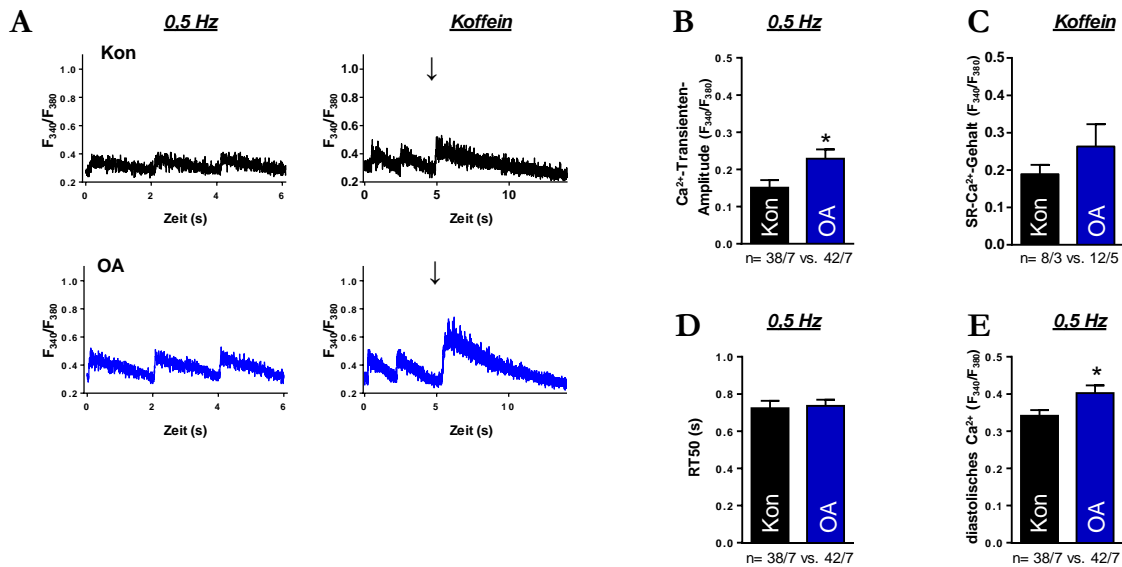 A
0,5 Hz
Koffein
Kon
F340/F380
1.0
0.8
0.6
0.4
0.2
0
2
4
6
Zeit (s)
F340/F380
1.0
0.8
0.6
0.4
0.2
0
5
10
Zeit (s)
↓
OA
F340/F380
1.0
0.8
0.6
0.4
0.2
0
2
4
6
Zeit (s)
F340/F380
1.0
0.8
0.6
0.4
0.2
0
5
10
Zeit (s)
↓
B
0,5 Hz
Ca2+-Transienten-
Amplitude (F340/F380)
0.5
0.4
0.3
0.2
0.1
0.0
*
Kon
OA
n= 38/7 vs. 42/7
C
Koffein
SR-Ca2+-Gehalt (F340/F380)
0.5
0.4
0.3
0.2
0.1
0.0
Kon
OA
n= 8/3 vs. 12/5
D
0,5 Hz
RT50 (s)
1.0
0.8
0.6
0.4
0.2
0.0
Kon
OA
n= 38/7 vs. 42/7
E
0,5 Hz
diastolisches Ca2+ (F340/F380)
0.5
0.4
0.3
0.2
0.1
0.0
*
Kon
OA
n= 38/7 vs. 42/7